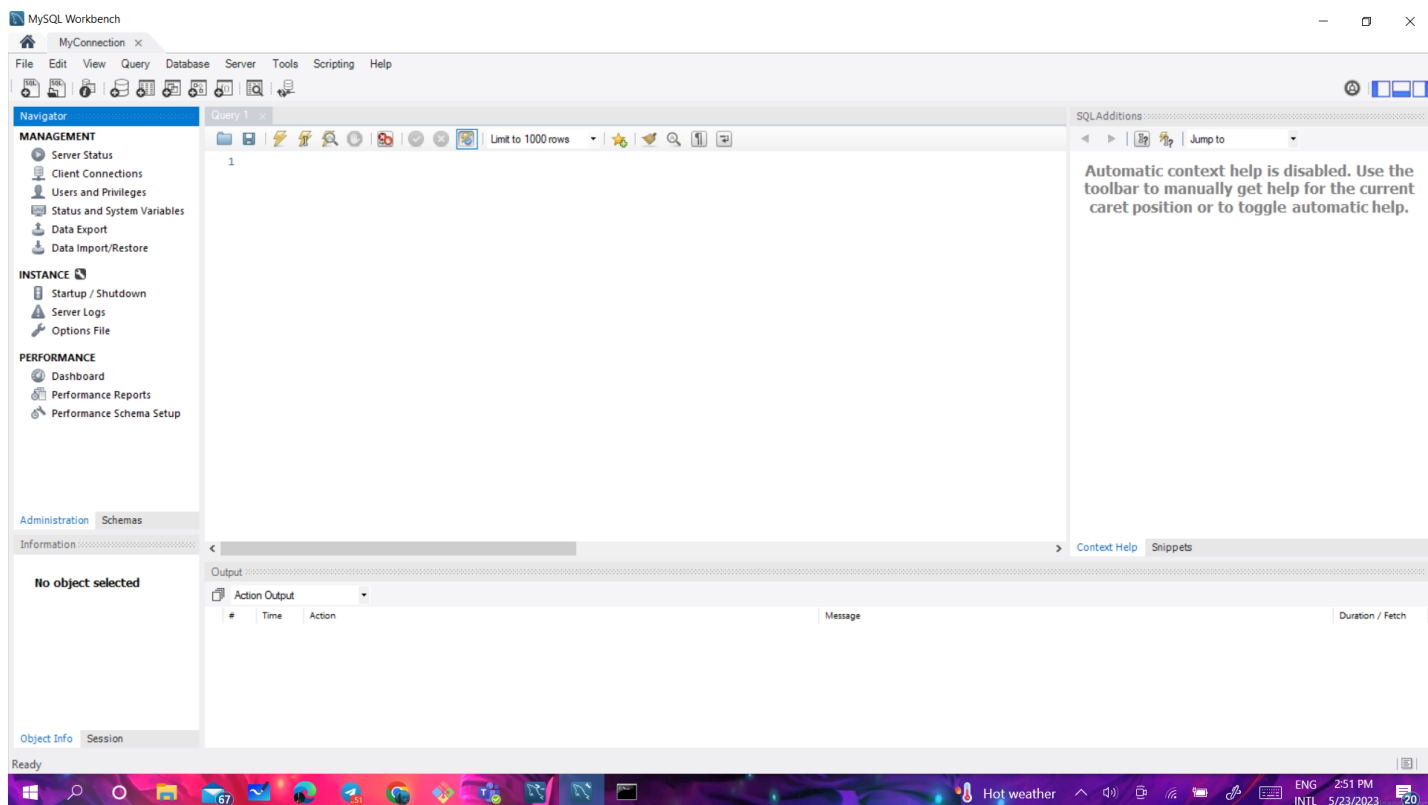 MySQL Workbench
MyConnection
File Edit View Query Database Server Tools Scripting Help
Navigator
MANAGEMENT
Server Status
Client Connections
Users and Privileges
Status and System Variables
Data Export
Data Import/Restore
INSTANCE
Startup / Shutdown
Server Logs
Options File
PERFORMANCE
Dashboard
Performance Reports
Performance Schema Setup
Administration Schemas
Information
No object selected
Object Info Session
Query 1
Limit to 1000 rows
1
Output
Action Output
# Time Action Message Duration / Fetch
SQLAdditions
Jump to
Automatic context help is disabled. Use the
toolbar to manually get help for the current
caret position or to toggle automatic help.
Context Help Snippets
Ready
67
51
Hot weather
ENG
INTL
2:51 PM
5/23/2023
20